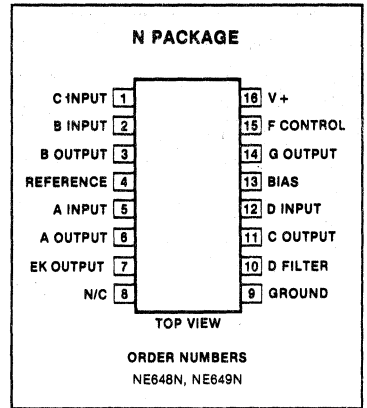 N PACKAGE
C INPUT 1 16 V+
B INPUT 2 15 F CONTROL
B OUTPUT 3 14 G OUTPUT
REFERENCE 4 13 BIAS
A INPUT 5 12 D INPUT
A OUTPUT 6 11 C OUTPUT
EK OUTPUT 7 10 D FILTER
N/C 8 9 GROUND
TOP VIEW
ORDER NUMBERS
NE648N, NE649N